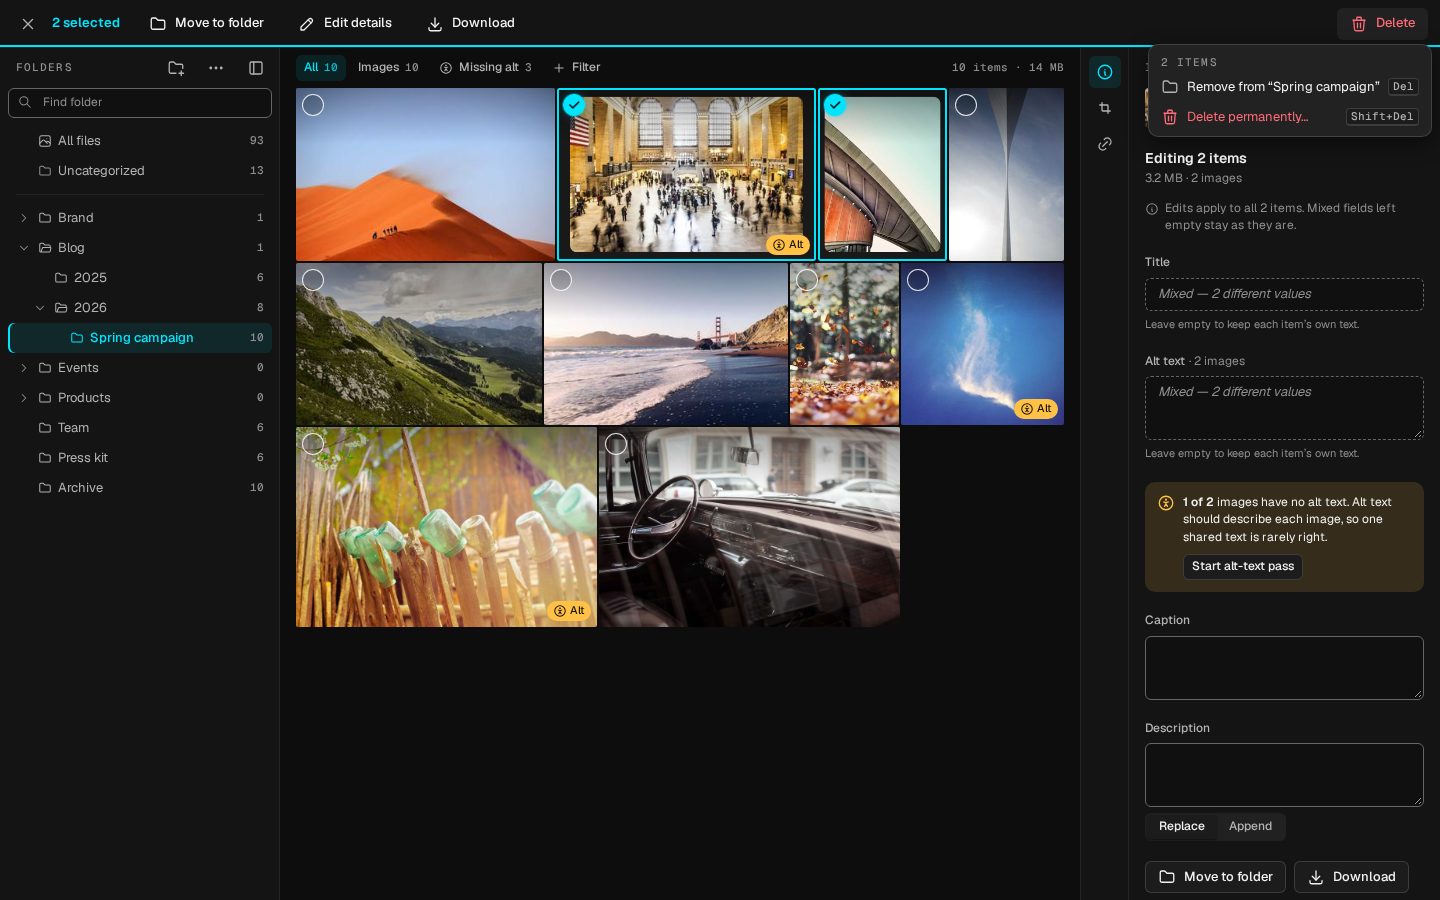 2 selected
Move to folder
Edit details
Download
Delete
FOLDERS
Find folder
All files 93
Uncategorized 13
Brand 1
Blog 1
2025 6
2026 8
Spring campaign 10
Events 0
Products 0
Team 6
Press kit 6
Archive 10
All 10
Images 10
Missing alt 3
Filter
10 items · 14 MB
Alt
Alt
Alt
2 ITEMS
Remove from “Spring campaign” Del
Delete permanently… Shift+Del
Editing 2 items
3.2 MB · 2 images
Edits apply to all 2 items. Mixed fields left
empty stay as they are.
Title
Mixed — 2 different values
Leave empty to keep each item’s own text.
Alt text · 2 images
Mixed — 2 different values
Leave empty to keep each item’s own text.
1 of 2 images have no alt text. Alt text
should describe each image, so one
shared text is rarely right.
Start alt-text pass
Caption
Description
Replace Append
Move to folder
Download